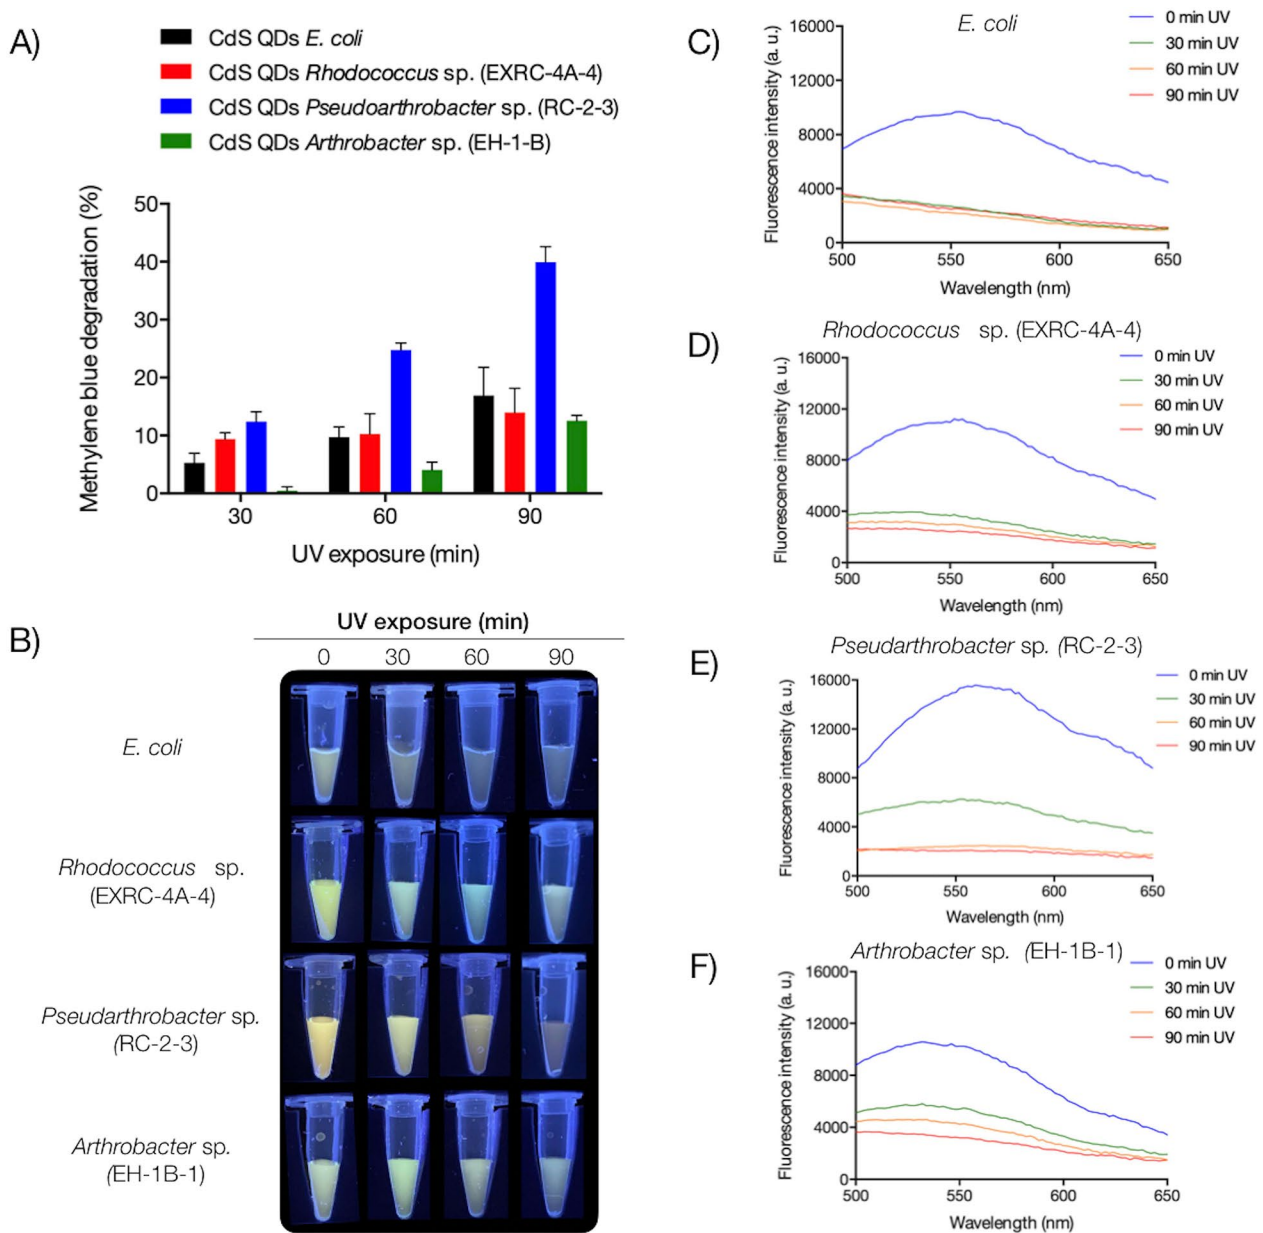 A)
CdS QDs E. coli
CdS QDs Rhodococcus sp. (EXRC-4A-4)
CdS QDs Pseudoarthrobacter sp. (RC-2-3)
CdS QDs Arthrobacter sp. (EH-1-B)
Methylene blue degradation (%)
50
40
30
20
10
0
30 60 90
UV exposure (min)
B)
UV exposure (min)
0 30 60 90
E. coli
Rhodococcus sp.
(EXRC-4A-4)
Pseudarthrobacter sp.
(RC-2-3)
Arthrobacter sp.
(EH-1B-1)
C)
E. coli
0 min UV
30 min UV
60 min UV
90 min UV
Fluorescence intensity (a. u.)
16000
12000
8000
4000
0
500 550 600 650
Wavelength (nm)
D)
Rhodococcus sp. (EXRC-4A-4)
0 min UV
30 min UV
60 min UV
90 min UV
Fluorescence intensity (a. u.)
16000
12000
8000
4000
0
500 550 600 650
Wavelength (nm)
E)
Pseudarthrobacter sp. (RC-2-3)
0 min UV
30 min UV
60 min UV
90 min UV
Fluorescence intensity (a. u.)
16000
12000
8000
4000
0
500 550 600 650
Wavelength (nm)
F)
Arthrobacter sp. (EH-1B-1)
0 min UV
30 min UV
60 min UV
90 min UV
Fluorescence intensity (a. u.)
16000
12000
8000
4000
0
500 550 600 650
Wavelength (nm)